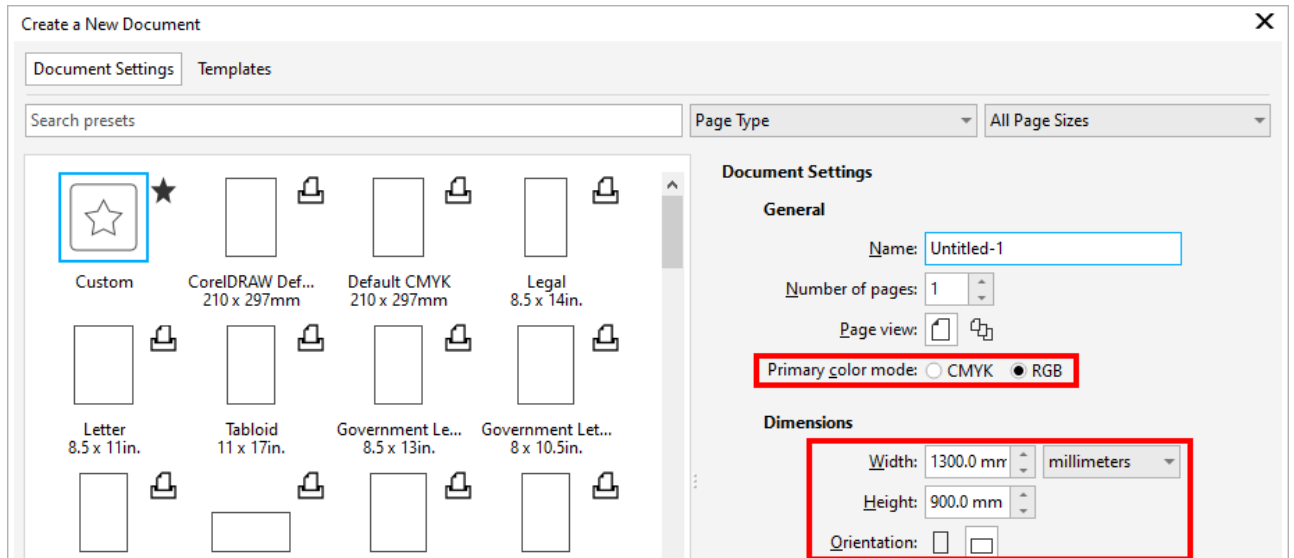 Create a New Document
Document Settings Templates
Search presets Page Type All Page Sizes
Custom
CorelDRAW Def...
210 x 297mm
Default CMYK
210 x 297mm
Legal
8.5 x 14in.
Letter
8.5 x 11in.
Tabloid
11 x 17in.
Government Le...
8.5 x 13in.
Government Let...
8 x 10.5in.
Document Settings
General
Name: Untitled-1
Number of pages: 1
Page view:
Primary color mode: CMYK RGB
Dimensions
Width: 1300.0 mm millimeters
Height: 900.0 mm
Orientation: